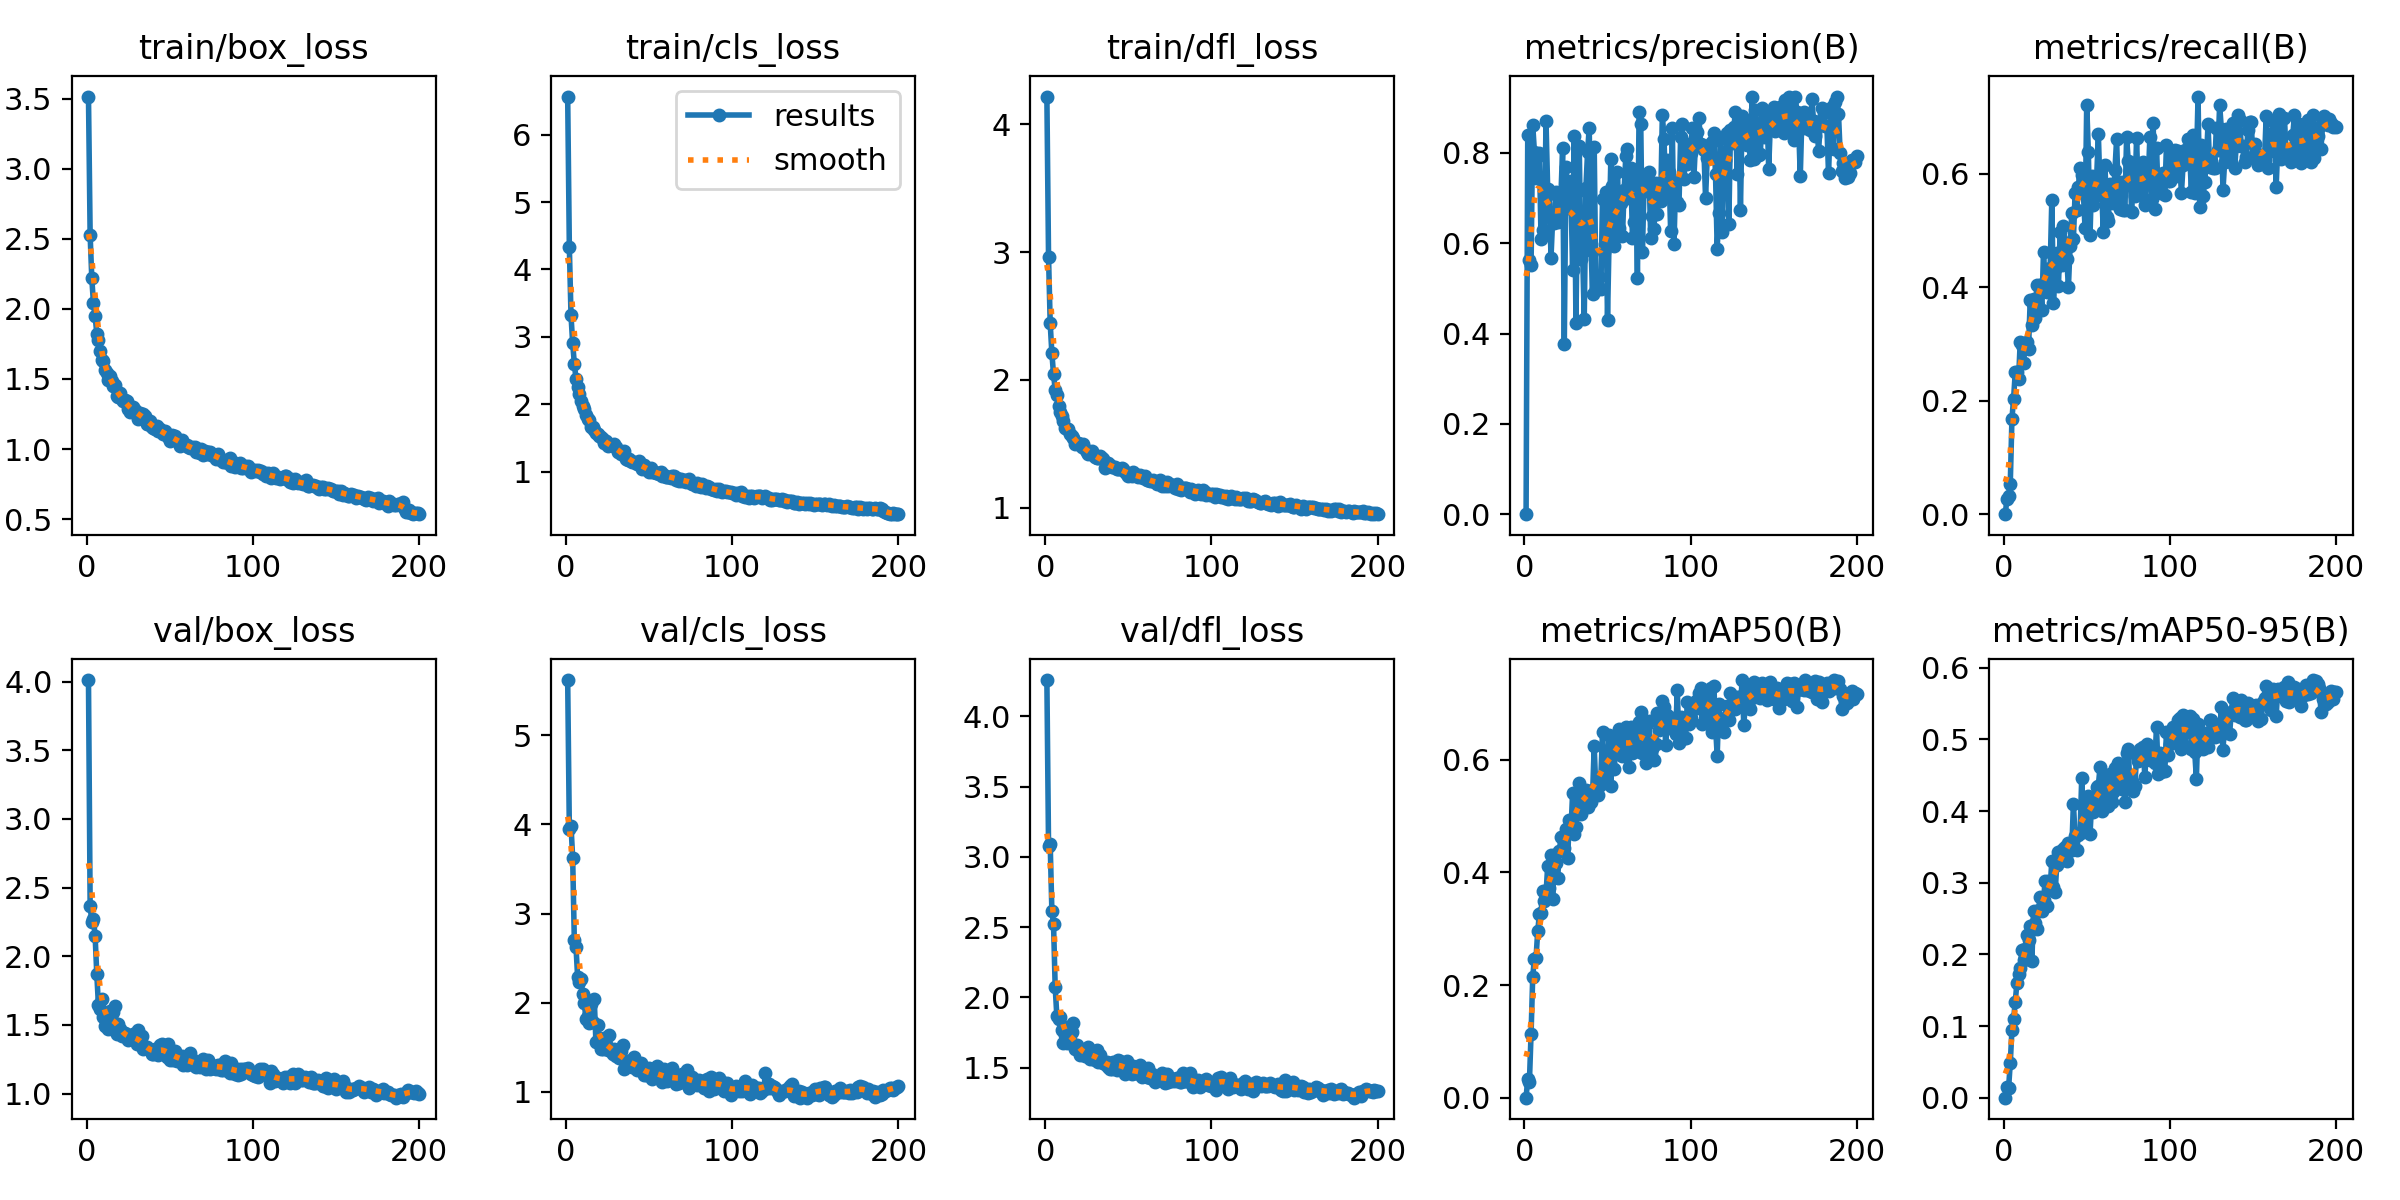 train/box_loss
3.5
3.0
2.5
2.0
1.5
1.0
0.5
0 100 200
train/cls_loss
results
smooth
6
5
4
3
2
1
0 100 200
train/dfl_loss
4
3
2
1
0 100 200
metrics/precision(B)
0.8
0.6
0.4
0.2
0.0
0 100 200
metrics/recall(B)
0.6
0.4
0.2
0.0
0 100 200
val/box_loss
4.0
3.5
3.0
2.5
2.0
1.5
1.0
0 100 200
val/cls_loss
5
4
3
2
1
0 100 200
val/dfl_loss
4.0
3.5
3.0
2.5
2.0
1.5
0 100 200
metrics/mAP50(B)
0.6
0.4
0.2
0.0
0 100 200
metrics/mAP50-95(B)
0.6
0.5
0.4
0.3
0.2
0.1
0.0
0 100 200